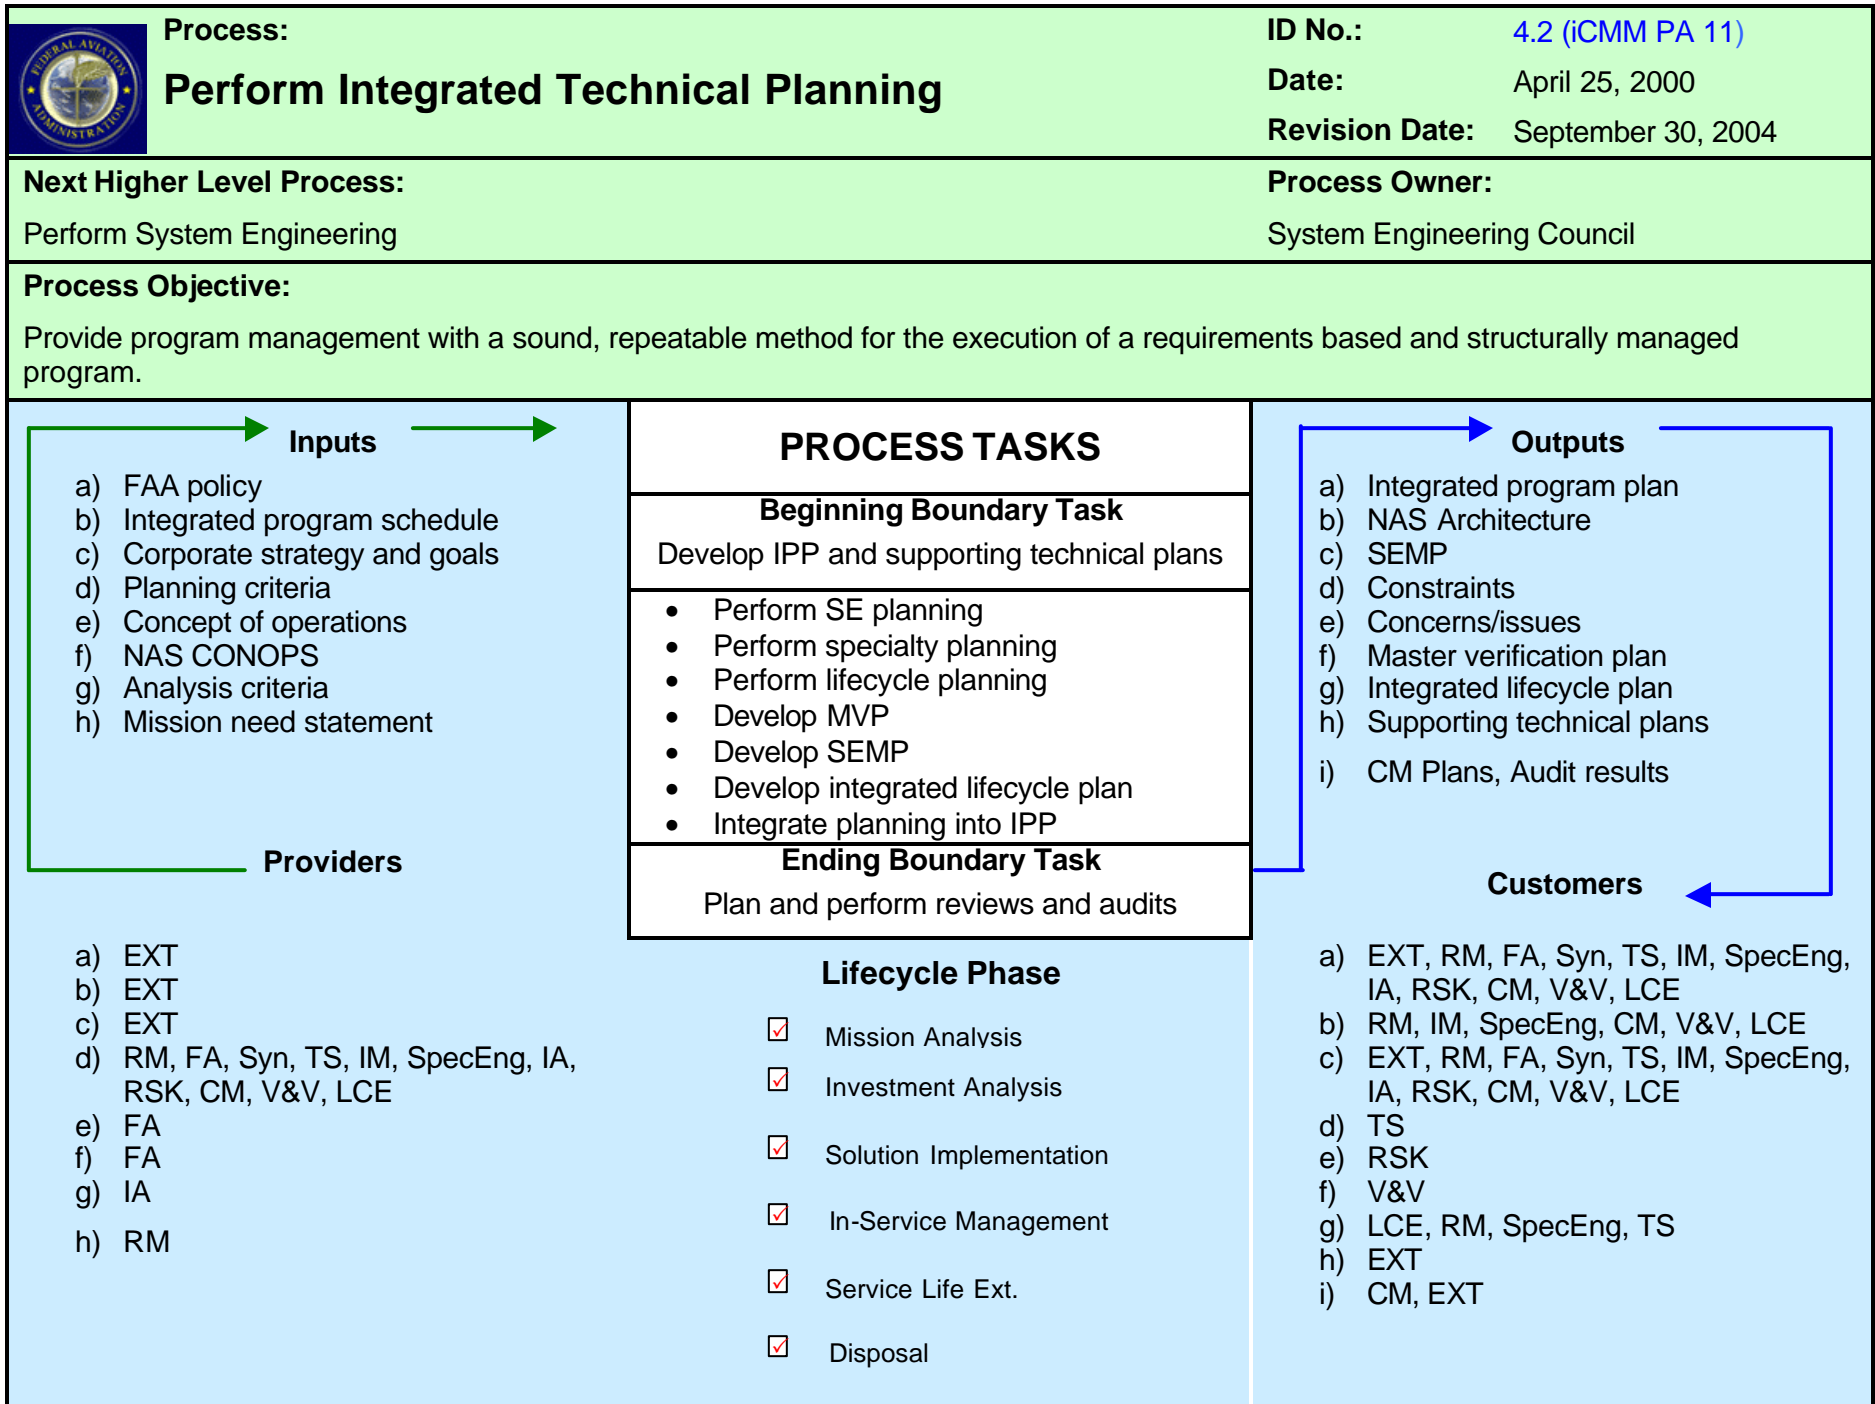 FEDERAL AVIATION
ADMINISTRATION
Process:
Perform Integrated Technical Planning
ID No.: 4.2 (iCMM PA 11)
Date: April 25, 2000
Revision Date: September 30, 2004
Next Higher Level Process:
Perform System Engineering
Process Owner:
System Engineering Council
Process Objective:
Provide program management with a sound, repeatable method for the execution of a requirements based and structurally managed
program.
Inputs
a) FAA policy
b) Integrated program schedule
c) Corporate strategy and goals
d) Planning criteria
e) Concept of operations
f) NAS CONOPS
g) Analysis criteria
h) Mission need statement
Providers
a) EXT
b) EXT
c) EXT
d) RM, FA, Syn, TS, IM, SpecEng, IA,
RSK, CM, V&V, LCE
e) FA
f) FA
g) IA
h) RM
PROCESS TASKS
Beginning Boundary Task
Develop IPP and supporting technical plans
• Perform SE planning
• Perform specialty planning
• Perform lifecycle planning
• Develop MVP
• Develop SEMP
• Develop integrated lifecycle plan
• Integrate planning into IPP
Ending Boundary Task
Plan and perform reviews and audits
Lifecycle Phase
Mission Analysis
Investment Analysis
Solution Implementation
In-Service Management
Service Life Ext.
Disposal
Outputs
a) Integrated program plan
b) NAS Architecture
c) SEMP
d) Constraints
e) Concerns/issues
f) Master verification plan
g) Integrated lifecycle plan
h) Supporting technical plans
i) CM Plans, Audit results
Customers
a) EXT, RM, FA, Syn, TS, IM, SpecEng,
IA, RSK, CM, V&V, LCE
b) RM, IM, SpecEng, CM, V&V, LCE
c) EXT, RM, FA, Syn, TS, IM, SpecEng,
IA, RSK, CM, V&V, LCE
d) TS
e) RSK
f) V&V
g) LCE, RM, SpecEng, TS
h) EXT
i) CM, EXT